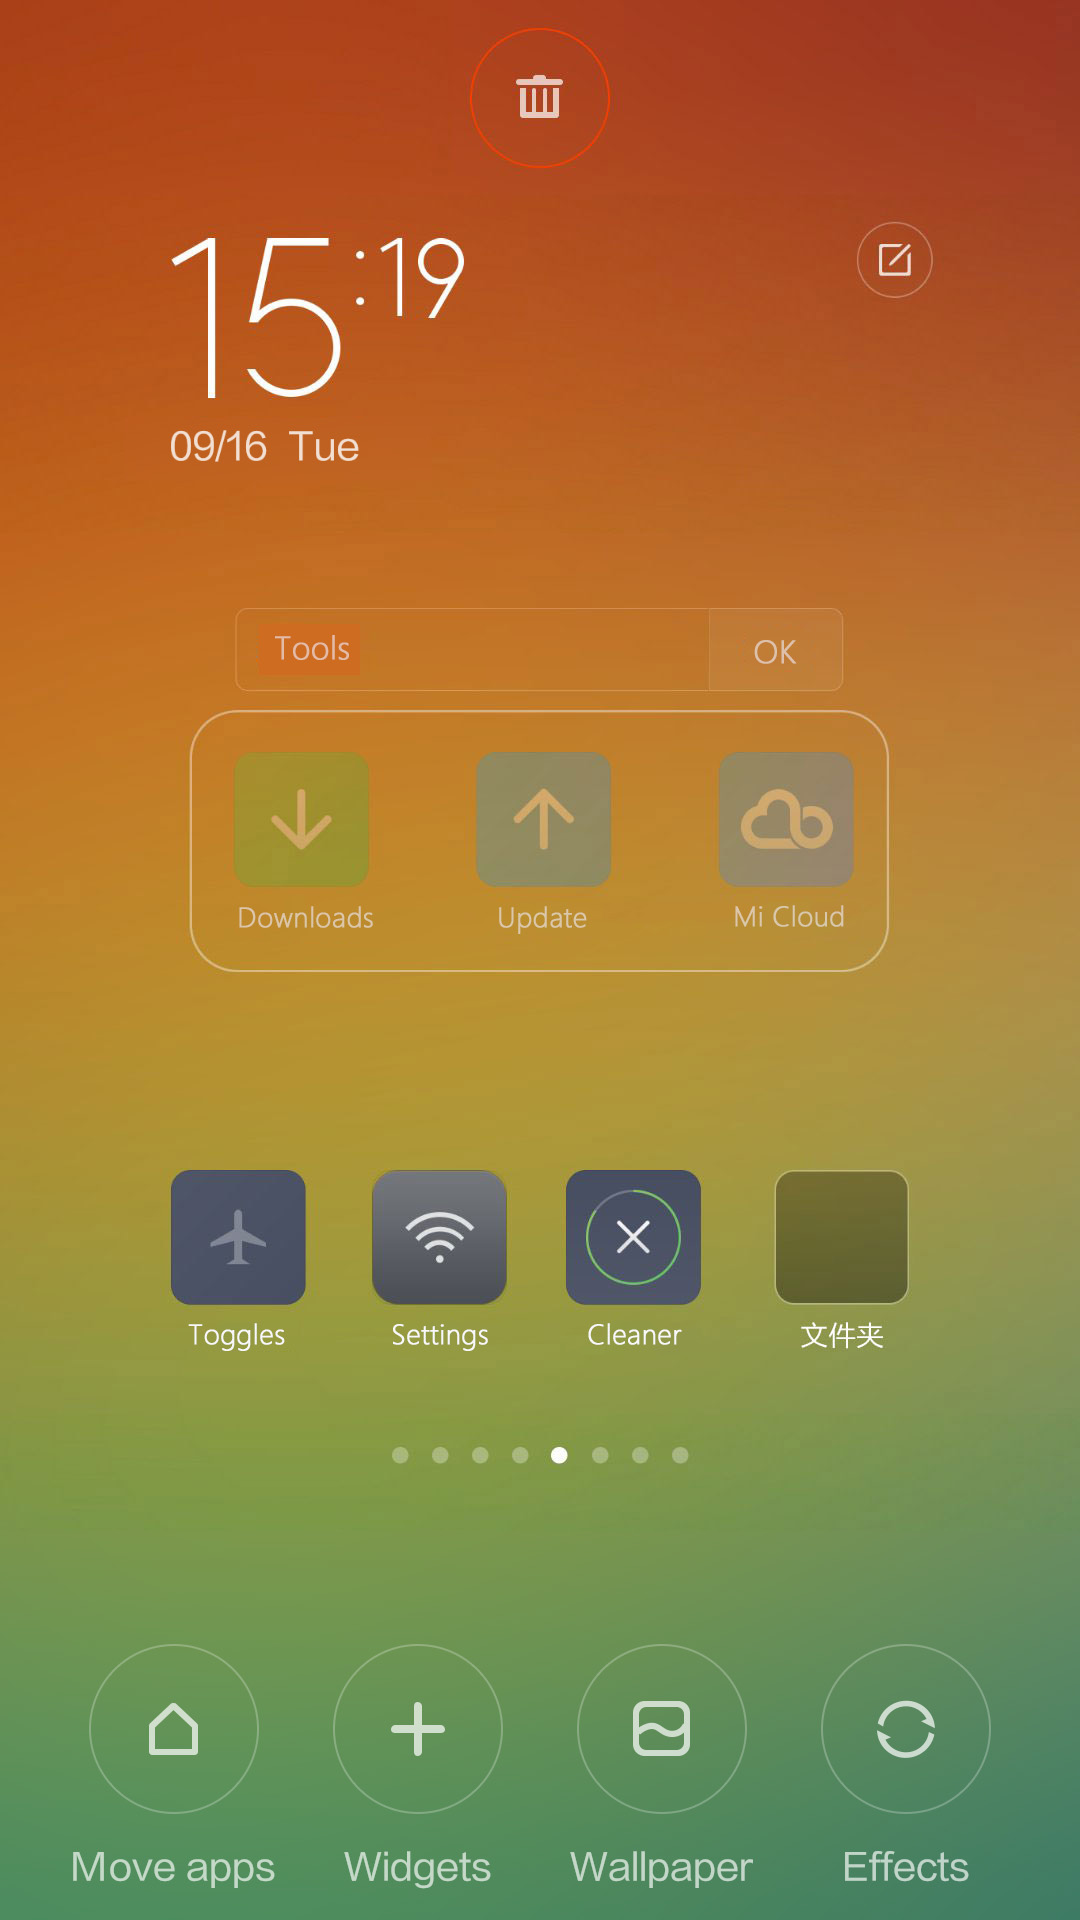 15:19
09/16 Tue
Tools
OK
Downloads
Update
Mi Cloud
Toggles
Settings
Cleaner
文件夹
Move apps
Widgets
Wallpaper
Effects